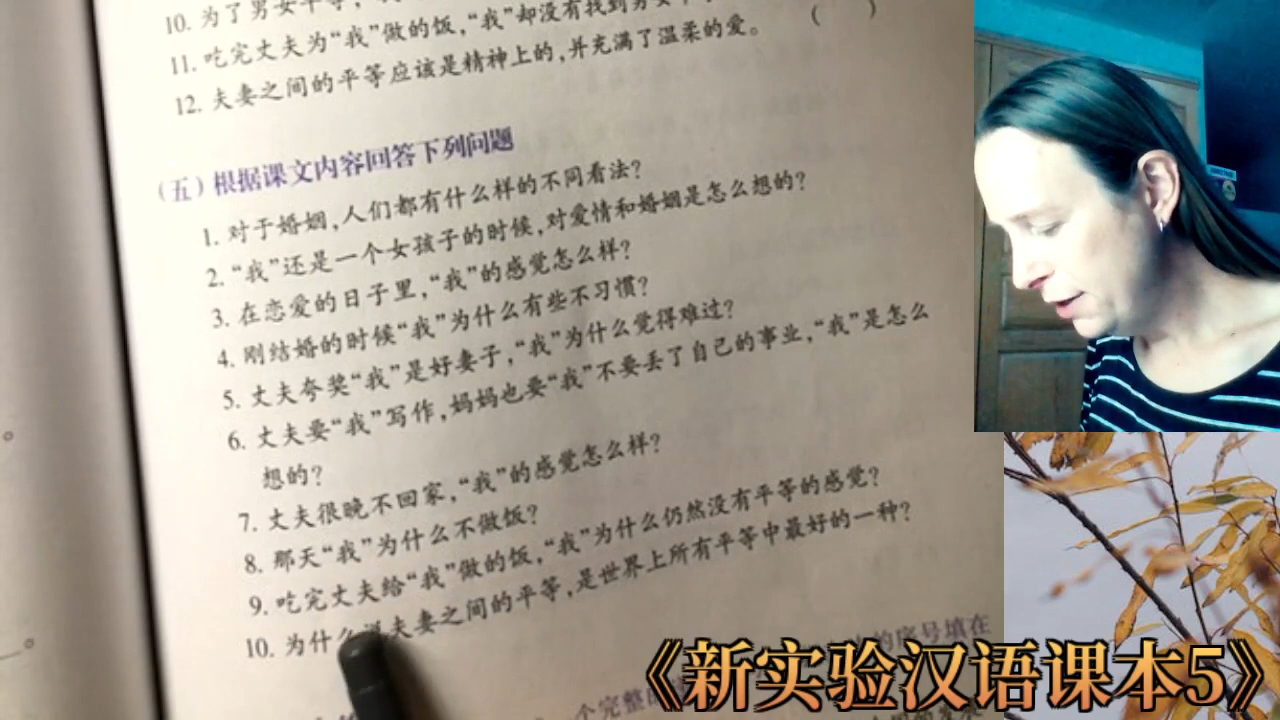 10. 为了男女平等，
11. 吃完丈夫为“我”做的饭，“我”却没有找到男女平
12. 夫妻之间的平等应该是精神上的，并充满了温柔的爱。 （ ）
（五）根据课文内容回答下列问题
1. 对于婚姻，人们都有什么样的不同看法？
2. “我”还是一个女孩子的时候，对爱情和婚姻是怎么想的？
3. 在恋爱的日子里，“我”的感觉怎么样？
4. 刚结婚的时候“我”为什么有些不习惯？
5. 丈夫夸奖“我”是好妻子，“我”为什么觉得难过？
6. 丈夫要“我”写作，妈妈也要“我”不要丢了自己的事业，“我”是怎么
想的？
7. 丈夫很晚不回家，“我”的感觉怎么样？
8. 那天“我”为什么不做饭？
9. 吃完丈夫给“我”做的饭，“我”为什么仍然没有平等的感觉？
10. 为什么说夫妻之间的平等，是世界上所有平等中最好的一种？
的序号填在
个完整的
《新实验汉语课本5》